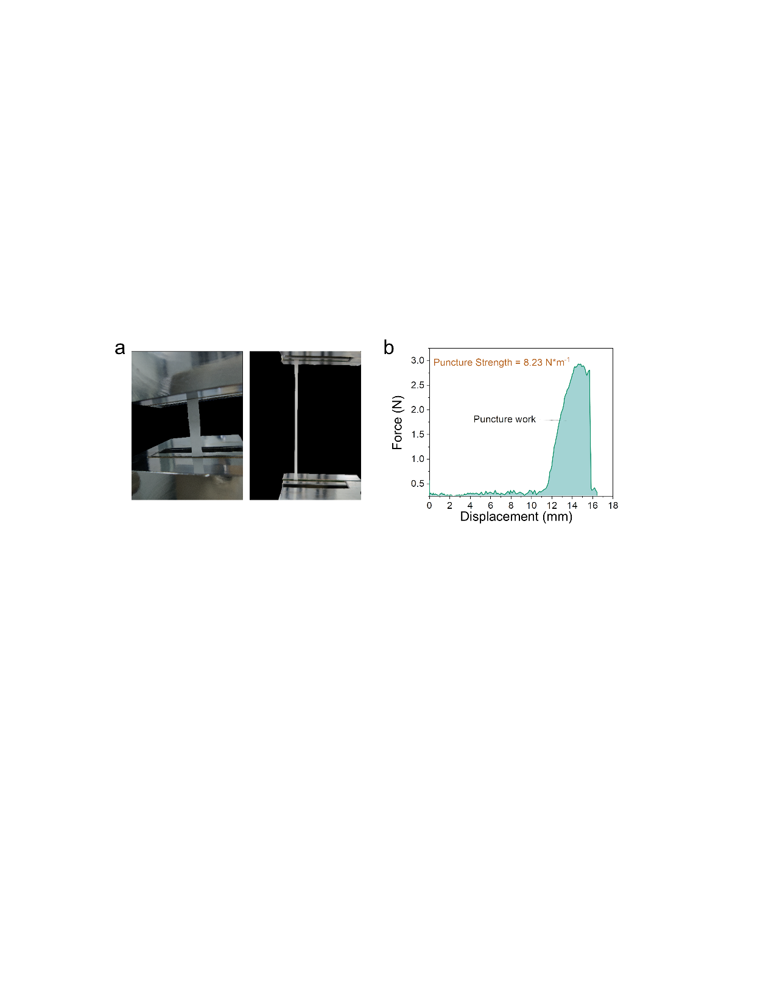 a
b
Puncture Strength = 8.23 N*m-1
Puncture work
Force (N)
3.0
2.5
2.0
1.5
1.0
0.5
0 2 4 6 8 10 12 14 16 18
Displacement (mm)